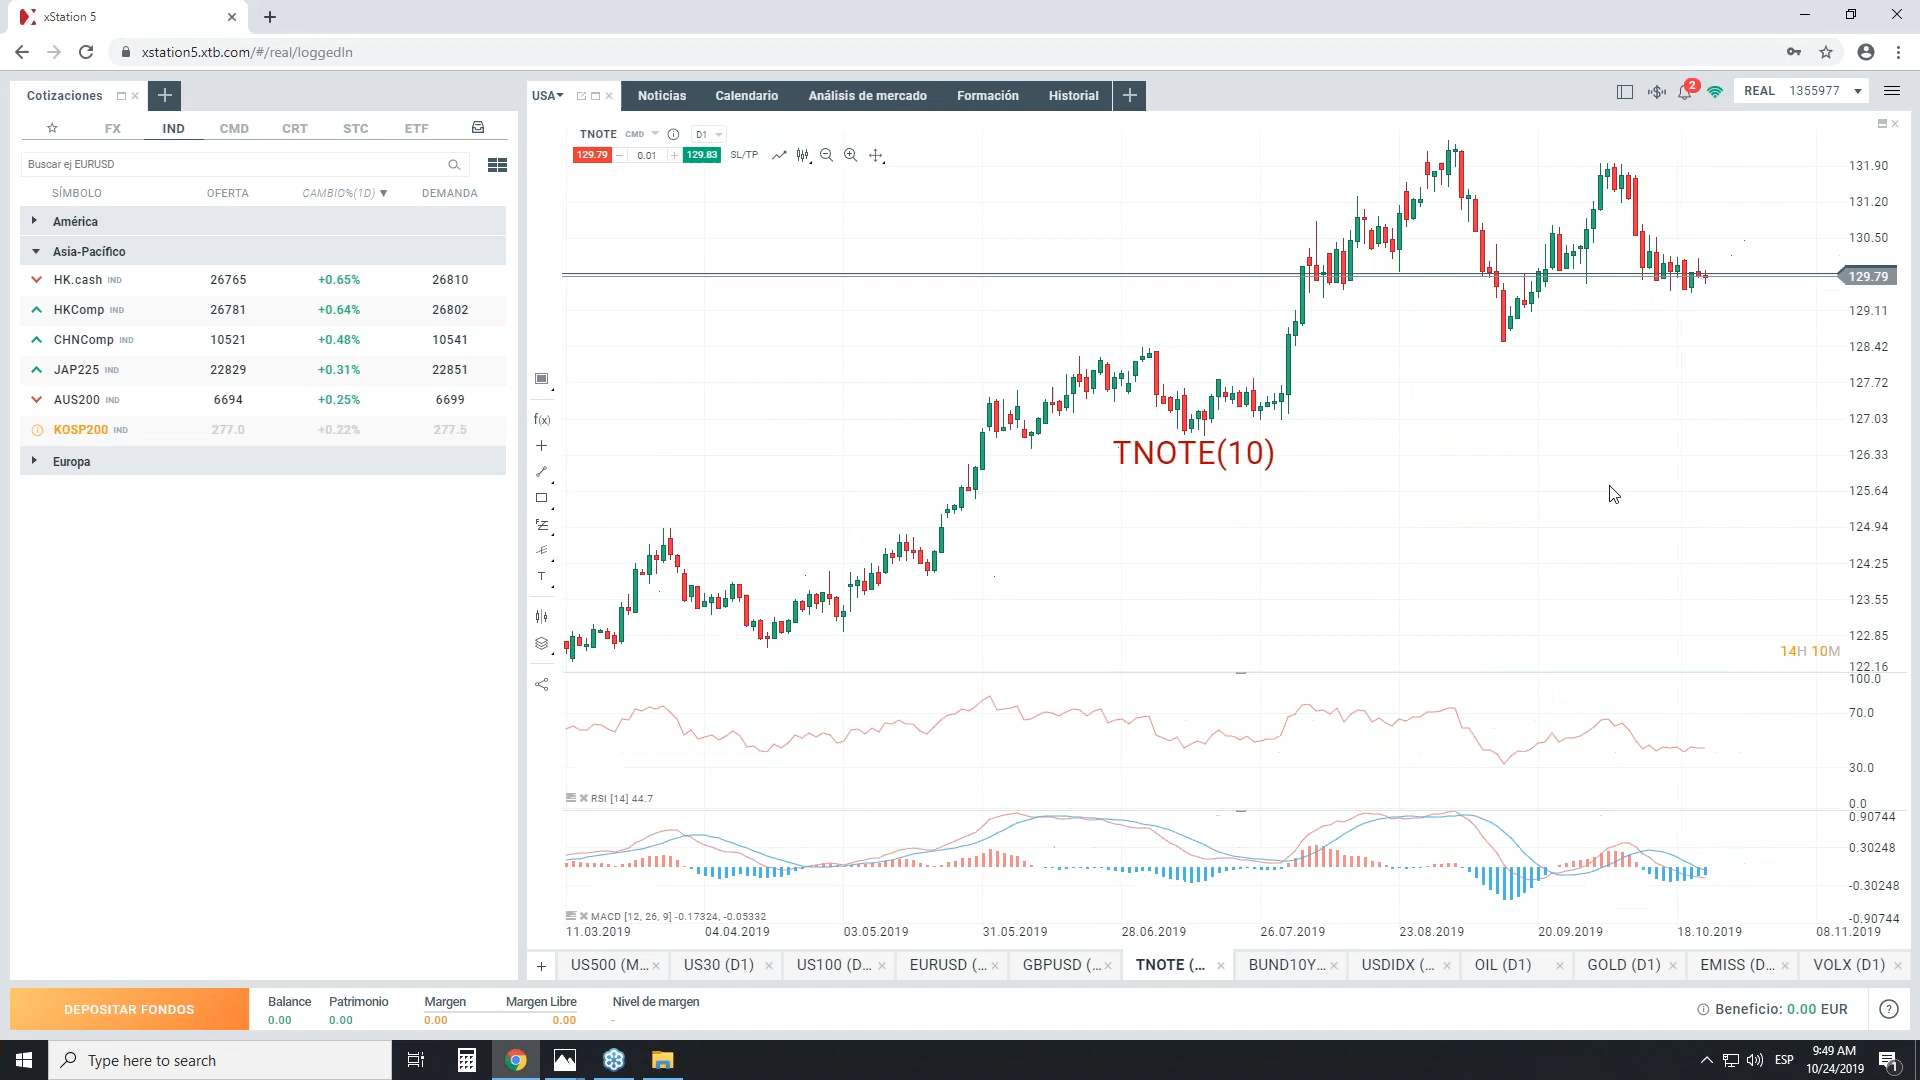 xStation 5
xstation5.xtb.com/#/real/loggedIn
Cotizaciones
USA
Noticias
Calendario
Análisis de mercado
Formación
Historial
2
REAL 1355977
FX IND CMD CRT STC ETF
Buscar ej EURUSD
SÍMBOLO OFERTA CAMBIO%(1D) ▼ DEMANDA
América
Asia-Pacífico
HK.cash IND 26765 +0.65% 26810
HKComp IND 26781 +0.64% 26802
CHNComp IND 10521 +0.48% 10541
JAP225 IND 22829 +0.31% 22851
AUS200 IND 6694 +0.25% 6699
KOSP200 IND 277.0 +0.22% 277.5
Europa
TNOTE CMD D1
129.79 − 0.01 + 129.83 SL/TP
f(x)
T
TNOTE(10)
131.90
131.20
130.50
129.79
129.11
128.42
127.72
127.03
126.33
125.64
124.94
124.25
123.55
122.85
122.16
14H 10M
100.0
70.0
30.0
0.0
RSI [14] 44.7
0.90744
0.30248
-0.30248
-0.90744
MACD [12, 26, 9] -0.17324, -0.05332
11.03.2019 04.04.2019 03.05.2019 31.05.2019 28.06.2019 26.07.2019 23.08.2019 20.09.2019 18.10.2019 08.11.2019
US500 (M... US30 (D1) US100 (D... EURUSD (... GBPUSD (... TNOTE (... BUND10Y... USDIDX (... OIL (D1) GOLD (D1) EMISS (D... VOLX (D1)
DEPOSITAR FONDOS
Balance Patrimonio Margen Margen Libre Nivel de margen
0.00 0.00 0.00 0.00 -
Beneficio: 0.00 EUR
Type here to search
ESP
9:49 AM
10/24/2019
1